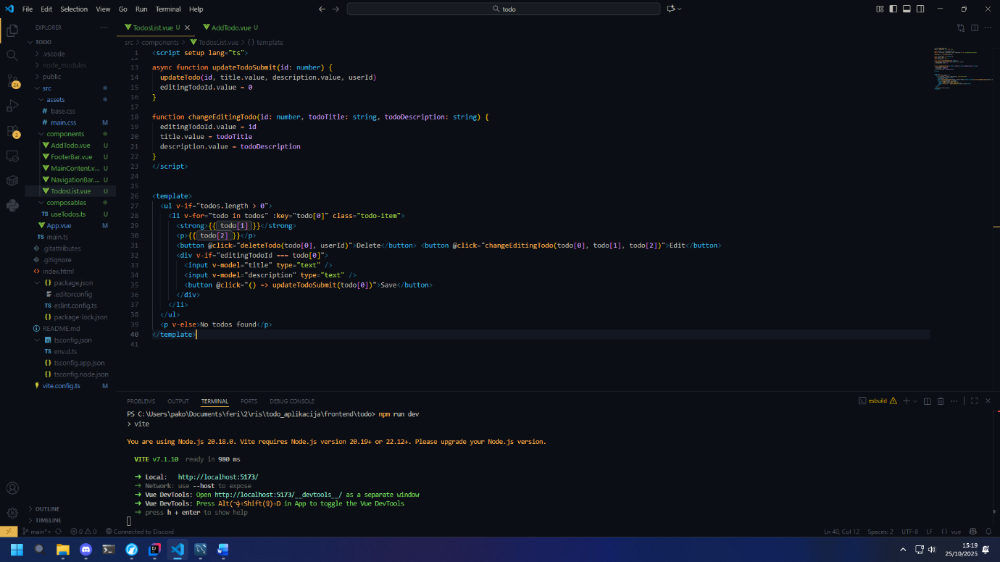 File Edit Selection View Go Run Terminal Help
todo
EXPLORER
TodosList.vue U
AddTodo.vue U
src > components > TodosList.vue > {} template
TODO
.vscode
node_modules
public
src
assets
# base.css
# main.css M
components
AddTodo.vue U
FooterBar.vue U
MainContent.v... U
NavigationBar.... U
TodosList.vue U
composables
TS useTodos.ts U
App.vue M
TS main.ts
.gitattributes
.gitignore
<> index.html
{} package.json
.editorconfig
TS eslint.config.ts
{} package-lock.json
README.md
tsconfig.json
TS env.d.ts
{} tsconfig.app.json
{} tsconfig.node.json
vite.config.ts M
OUTLINE
TIMELINE
24
2
1 <script setup lang="ts">
13 async function updateTodoSubmit(id: number) {
14 updateTodo(id, title.value, description.value, userId)
15 editingTodoId.value = 0
16 }
17
18 function changeEditingTodo(id: number, todoTitle: string, todoDescription: string) {
19 editingTodoId.value = id
20 title.value = todoTitle
21 description.value = todoDescription
22 }
23 </script>
24
25
26 <template>
27 <ul v-if="todos.length > 0">
28 <li v-for="todo in todos" :key="todo[0]" class="todo-item">
29 <strong>{{ todo[1] }}</strong>
30 <p>{{ todo[2] }}</p>
31 <button @click="deleteTodo(todo[0], userId)">Delete</button> <button @click="changeEditingTodo(todo[0], todo[1], todo[2])">Edit</button>
32 <div v-if="editingTodoId === todo[0]">
33 <input v-model="title" type="text" />
34 <input v-model="description" type="text" />
35 <button @click="() => updateTodoSubmit(todo[0])">Save</button>
36 </div>
37 </li>
38 </ul>
39 <p v-else>No todos found</p>
40 </template>
41
PROBLEMS OUTPUT TERMINAL PORTS DEBUG CONSOLE
esbuild
PS C:\Users\pako\Documents\feri\2\ris\todo_aplikacija\frontend\todo> npm run dev
> vite
You are using Node.js 20.18.0. Vite requires Node.js version 20.19+ or 22.12+. Please upgrade your Node.js version.
VITE v7.1.10 ready in 980 ms
➜ Local: http://localhost:5173/
➜ Network: use --host to expose
➜ Vue DevTools: Open http://localhost:5173/__devtools__/ as a separate window
➜ Vue DevTools: Press Alt(⌥)+Shift(⇧)+D in App to toggle the Vue DevTools
➜ press h + enter to show help
main*+ 0 0 Connected to Discord
Ln 40, Col 12 Spaces: 2 UTF-8 LF {} vue
15:19
25/10/2025